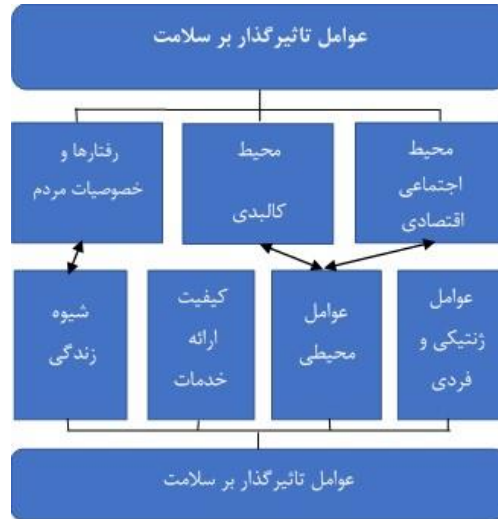 عوامل تاثیرگذار بر سلامت
محیط
اجتماعی
اقتصادی
محیط
کالبدی
رفتارها و
خصوصیات مردم
عوامل
ژنتیکی و
فردی
عوامل
محیطی
کیفیت
ارائه
خدمات
شیوه
زندگی
عوامل تاثیرگذار بر سلامت